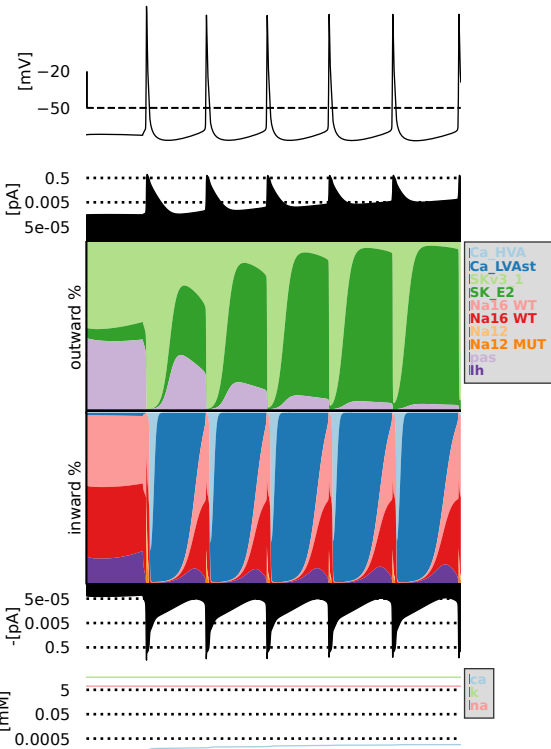 [mV]
−20
−50
[pA]
0.5
0.005
5e-05
outward %
Ca_HVA
Ca_LVAst
SKv3_1
SK_E2
Na16 WT
Na16 WT
Na12
Na12 MUT
pas
Ih
inward %
-[pA]
5e-05
0.005
0.5
[mM]
5
0.05
0.0005
ca
k
na